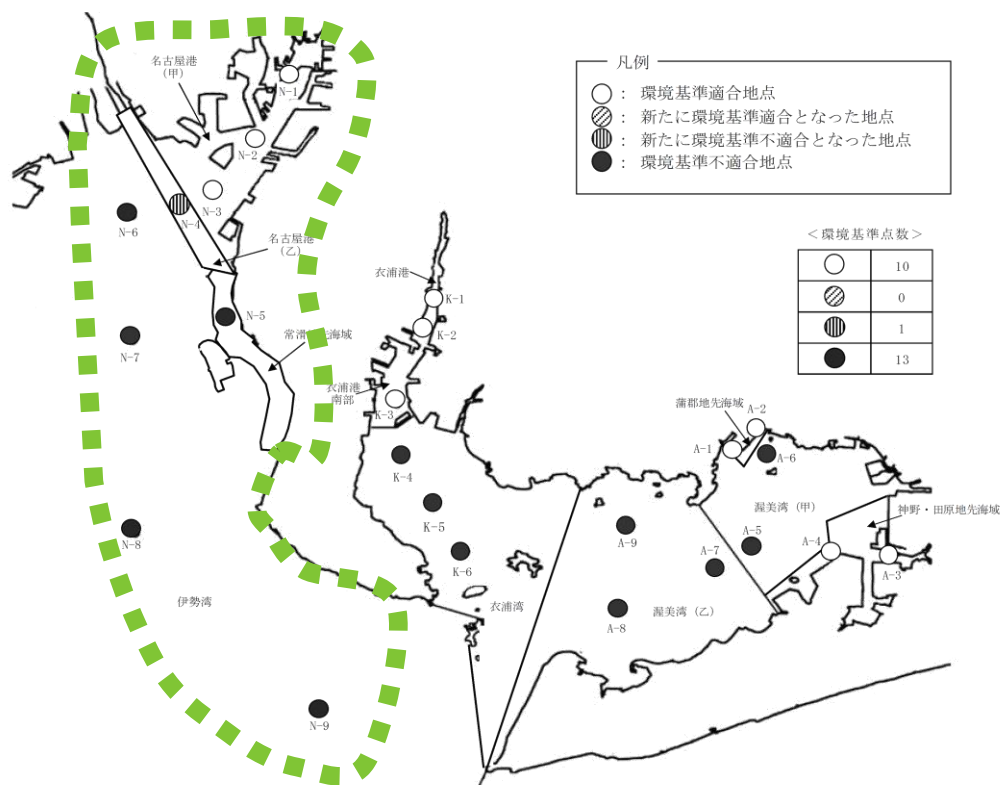 凡例
○ : 環境基準適合地点
: 新たに環境基準適合となった地点
: 新たに環境基準不適合となった地点
● : 環境基準不適合地点
＜環境基準点数＞
10
0
1
13
名古屋港
（甲）
N-1
N-2
N-3
N-4
N-6
名古屋港
（乙）
N-5
N-7
常滑
先海域
N-8
伊勢湾
N-9
衣浦港
K-1
K-2
衣浦港
南部
K-3
K-4
K-5
K-6
衣浦湾
蒲郡地先海域
A-2
A-1
A-6
渥美湾（甲）
神野・田原地先海域
A-5
A-4
A-3
A-9
A-7
A-8
渥美湾（乙）